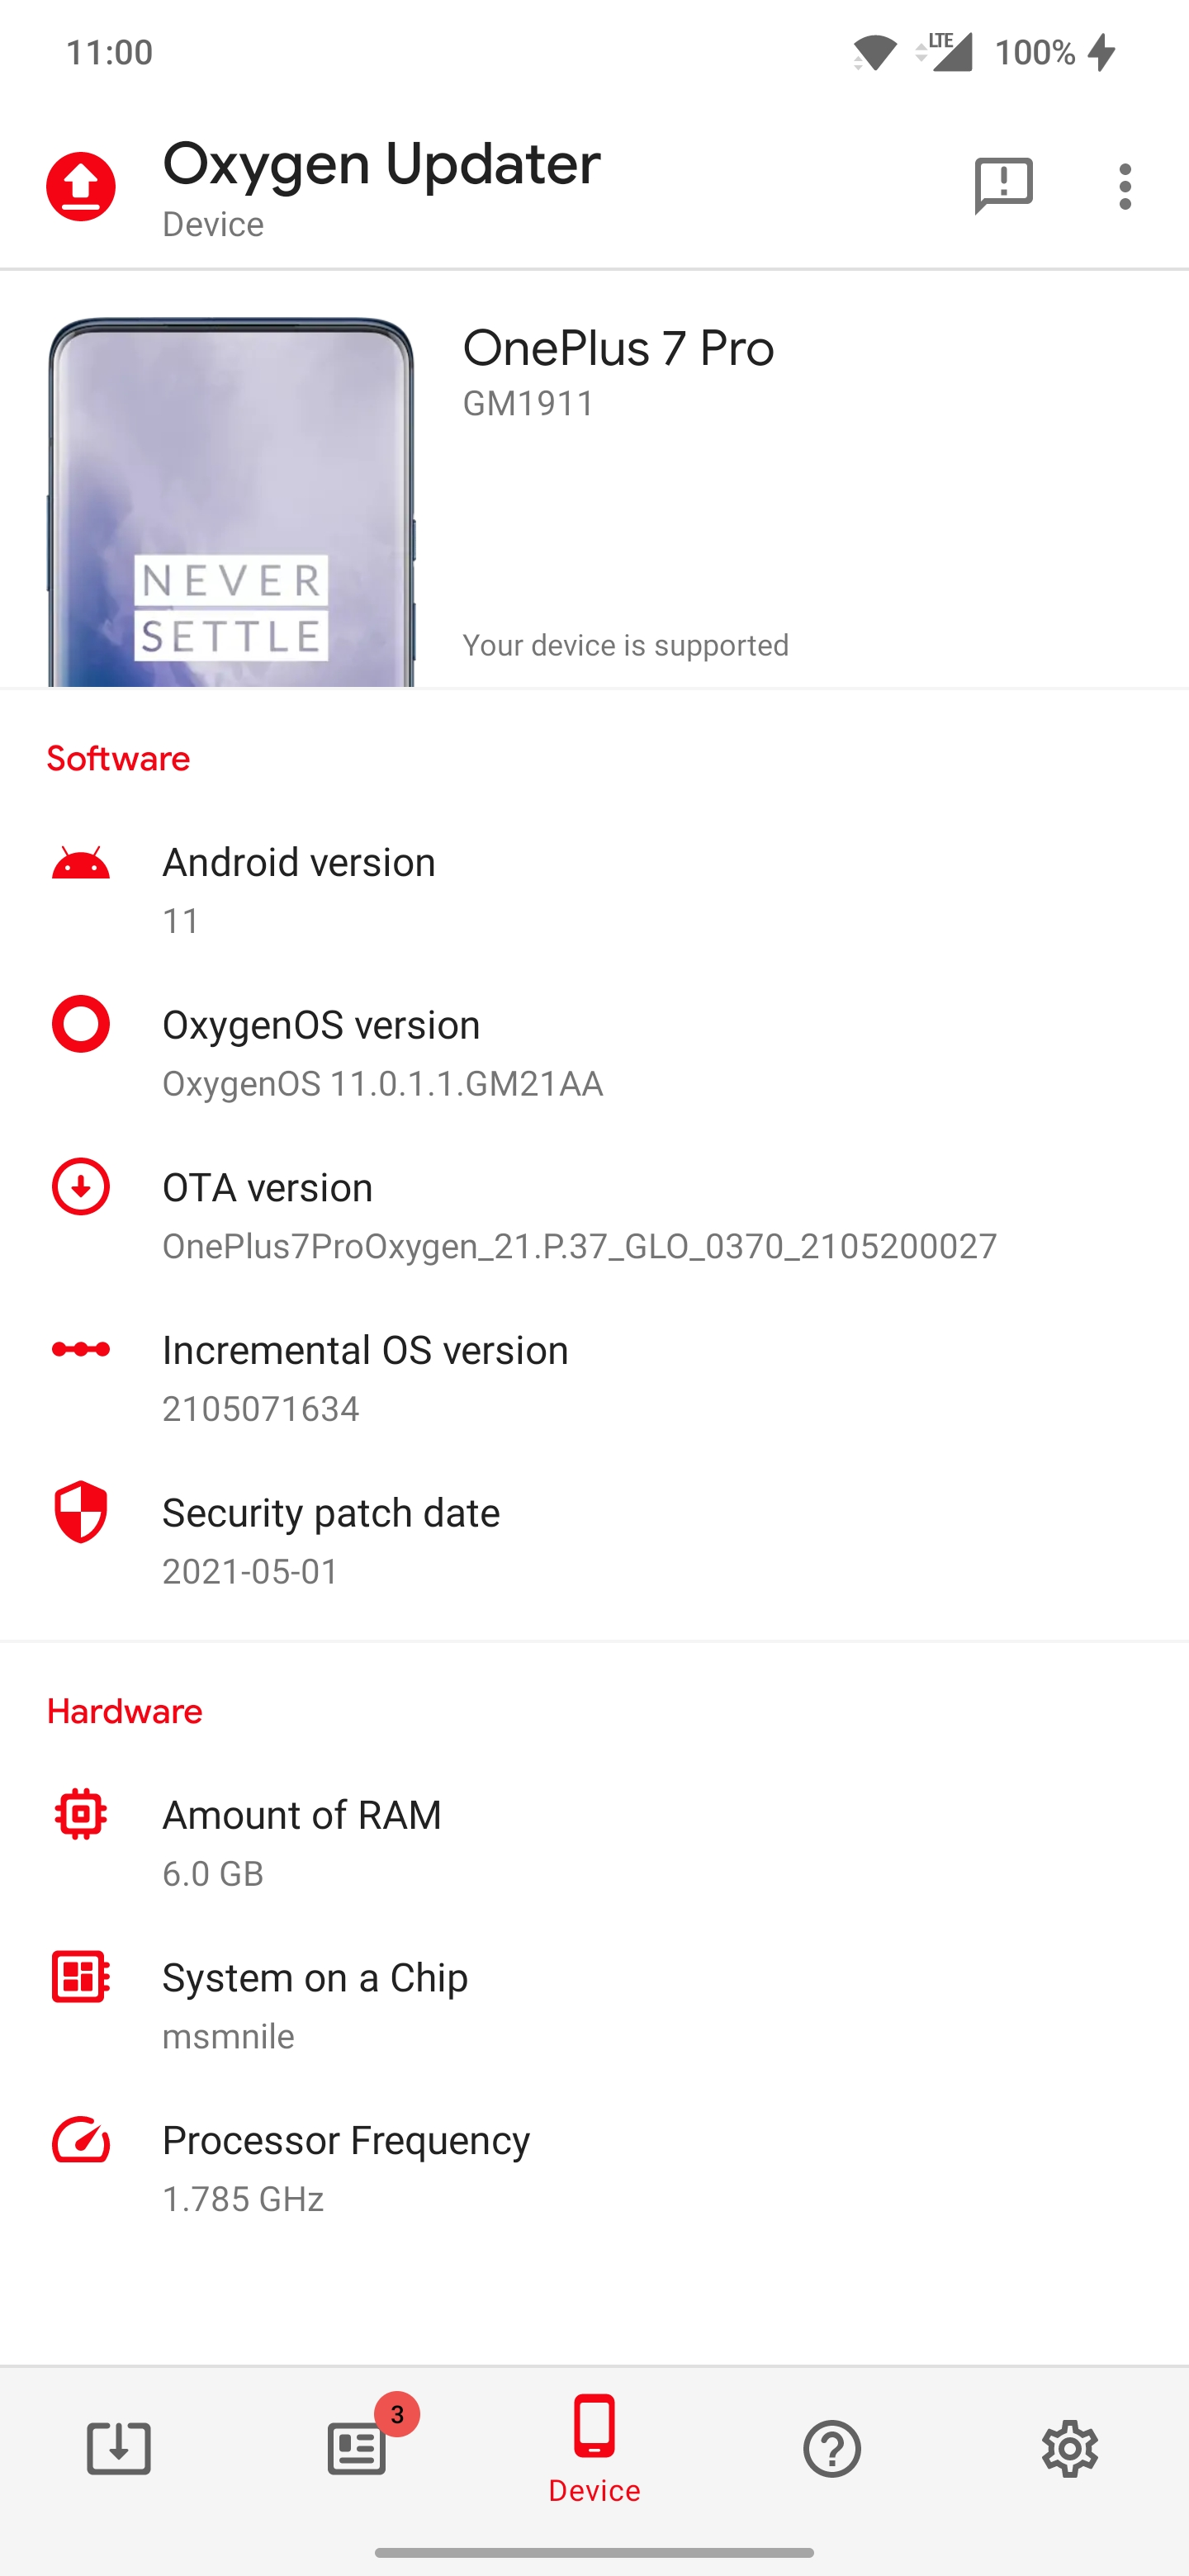 11:00
LTE 100%
Oxygen Updater
Device
OnePlus 7 Pro
GM1911
NEVER
SETTLE
Your device is supported
Software
Android version
11
OxygenOS version
OxygenOS 11.0.1.1.GM21AA
OTA version
OnePlus7ProOxygen_21.P.37_GLO_0370_2105200027
Incremental OS version
2105071634
Security patch date
2021-05-01
Hardware
Amount of RAM
6.0 GB
System on a Chip
msmnile
Processor Frequency
1.785 GHz
3
Device